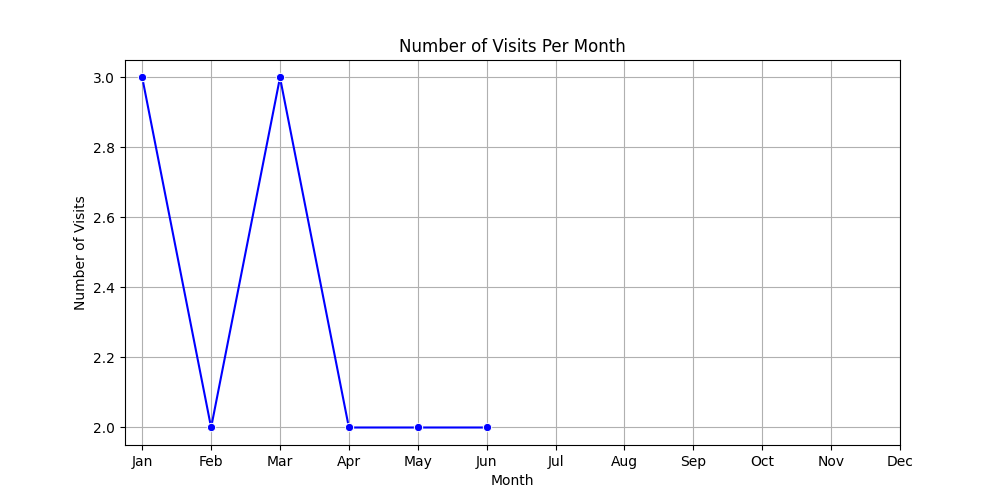 Number of Visits Per Month
3.0
2.8
2.6
2.4
2.2
2.0
Number of Visits
Jan Feb Mar Apr May Jun Jul Aug Sep Oct Nov Dec
Month